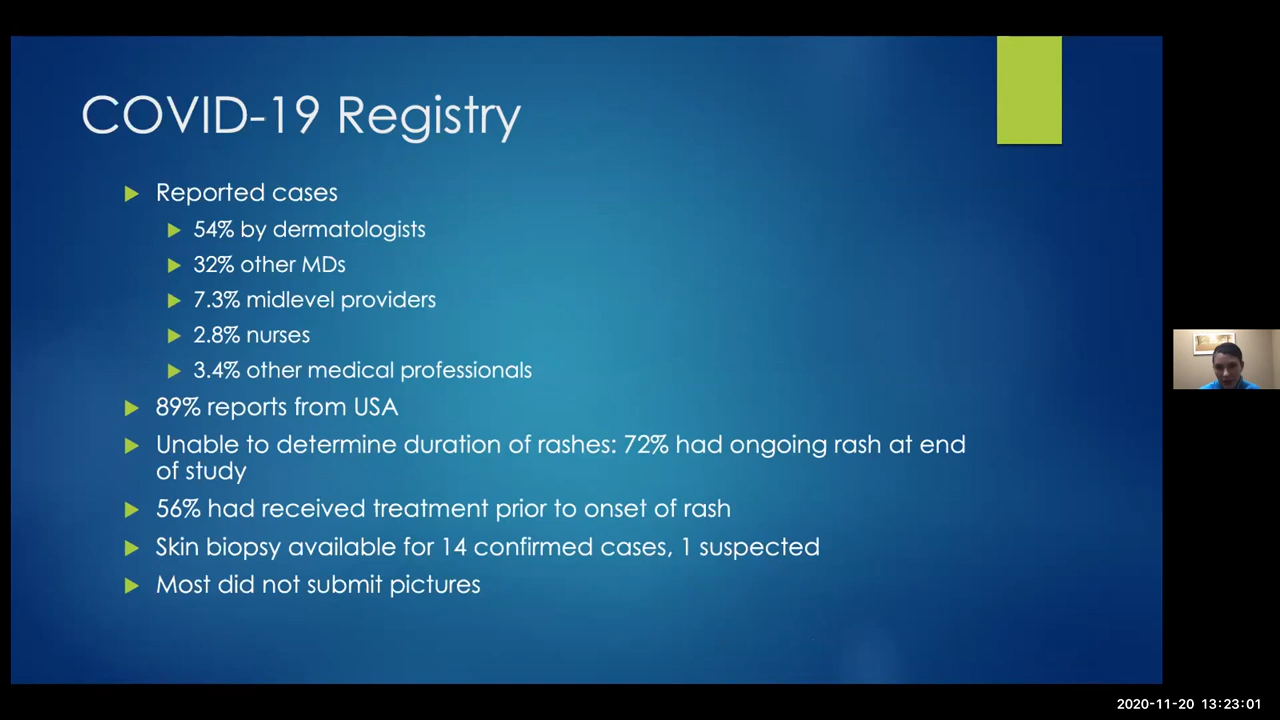 COVID-19 Registry
Reported cases
54% by dermatologists
32% other MDs
7.3% midlevel providers
2.8% nurses
3.4% other medical professionals
89% reports from USA
Unable to determine duration of rashes: 72% had ongoing rash at end
of study
56% had received treatment prior to onset of rash
Skin biopsy available for 14 confirmed cases, 1 suspected
Most did not submit pictures
2020-11-20 13:23:01